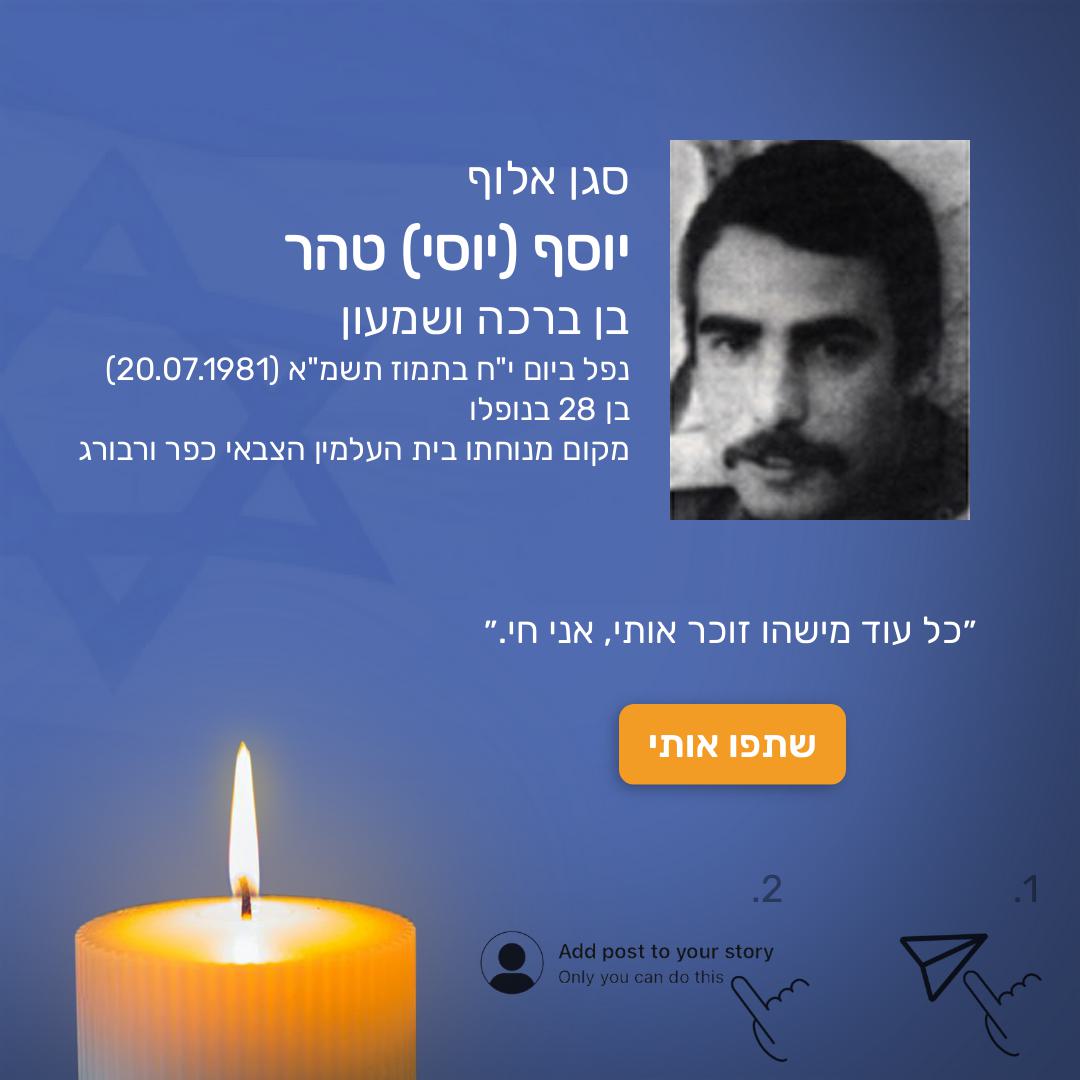 סגן אלוף
יוסף (יוסי) טהר
בן ברכה ושמעון
נפל ביום י"ח בתמוז תשמ"א (20.07.1981)
בן 28 בנופלו
מקום מנוחתו בית העלמין הצבאי כפר ורבורג
״כל עוד מישהו זוכר אותי, אני חי.״
שתפו אותי
1.
2.
Add post to your story
Only you can do this